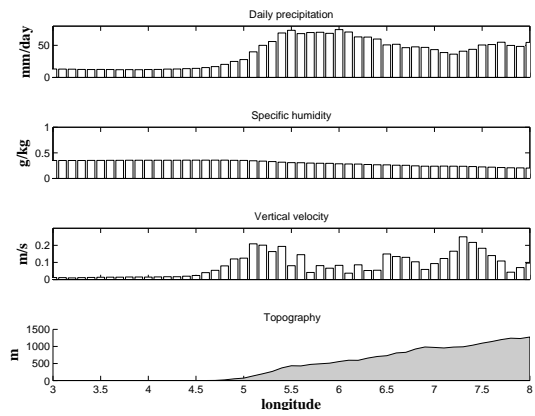 Daily precipitation
mm/day
50
0
Specific humidity
g/kg
1
0.5
0
Vertical velocity
m/s
0.2
0.1
0
Topography
m
1500
1000
500
0
3 3.5 4 4.5 5 5.5 6 6.5 7 7.5 8
longitude